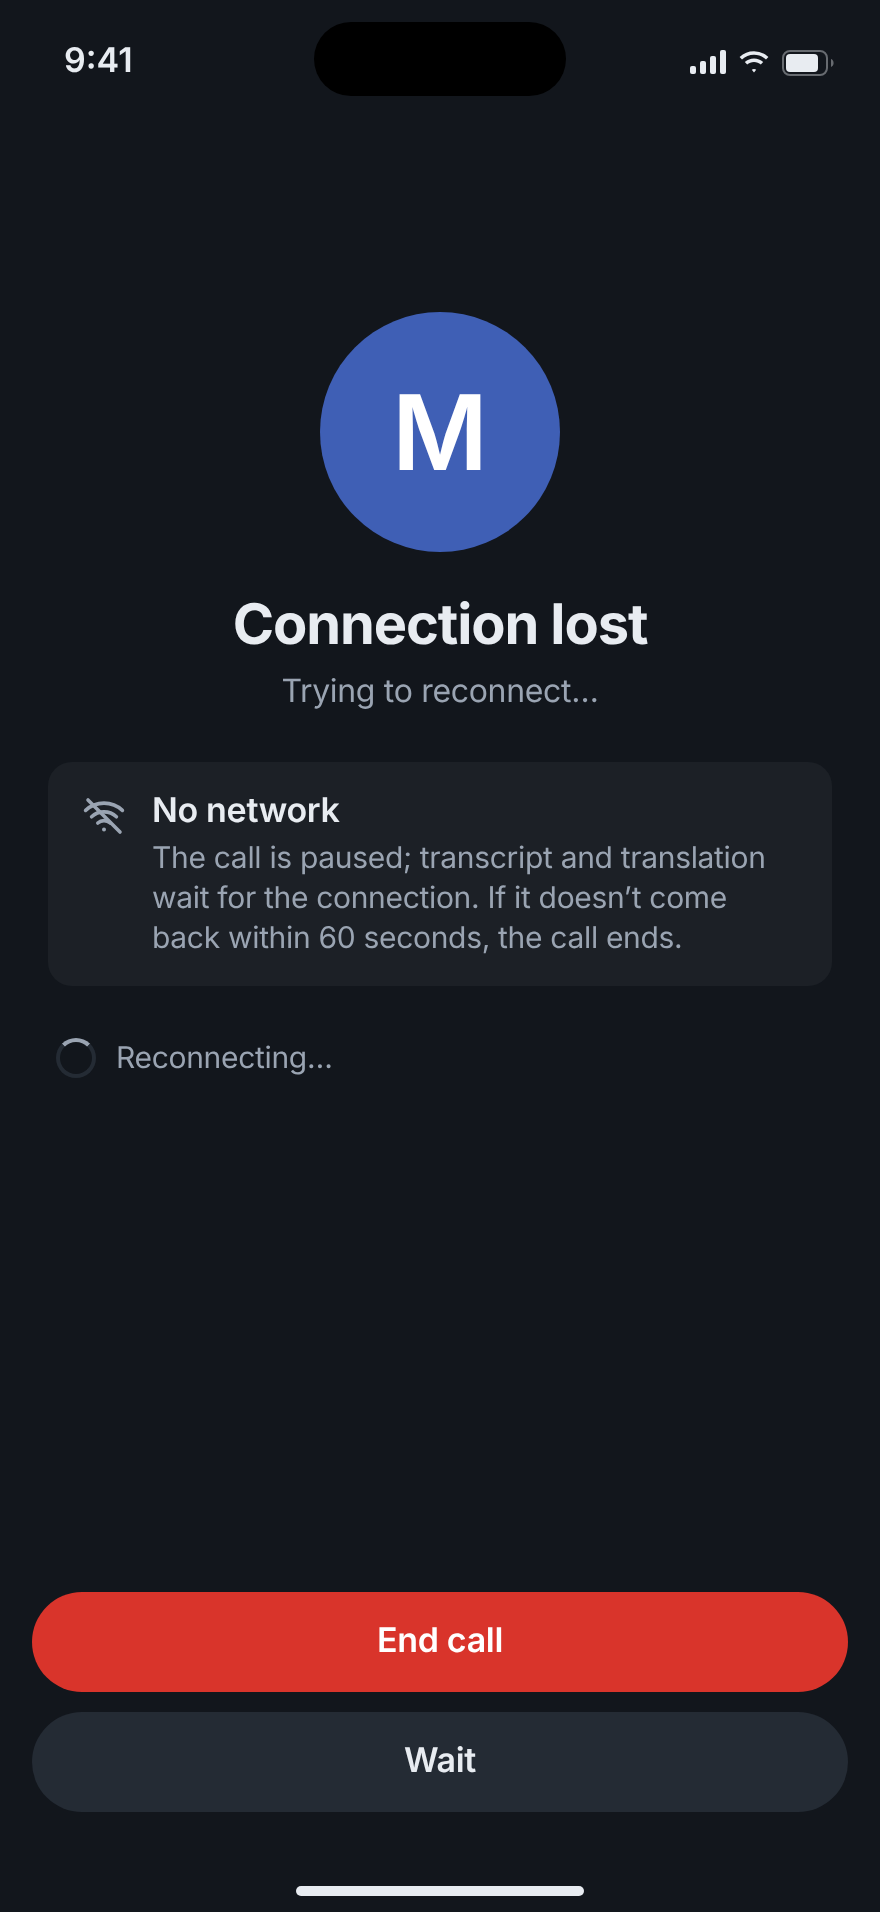 9:41
M
Connection lost
Trying to reconnect...
No network
The call is paused; transcript and translation
wait for the connection. If it doesn’t come
back within 60 seconds, the call ends.
Reconnecting...
End call
Wait